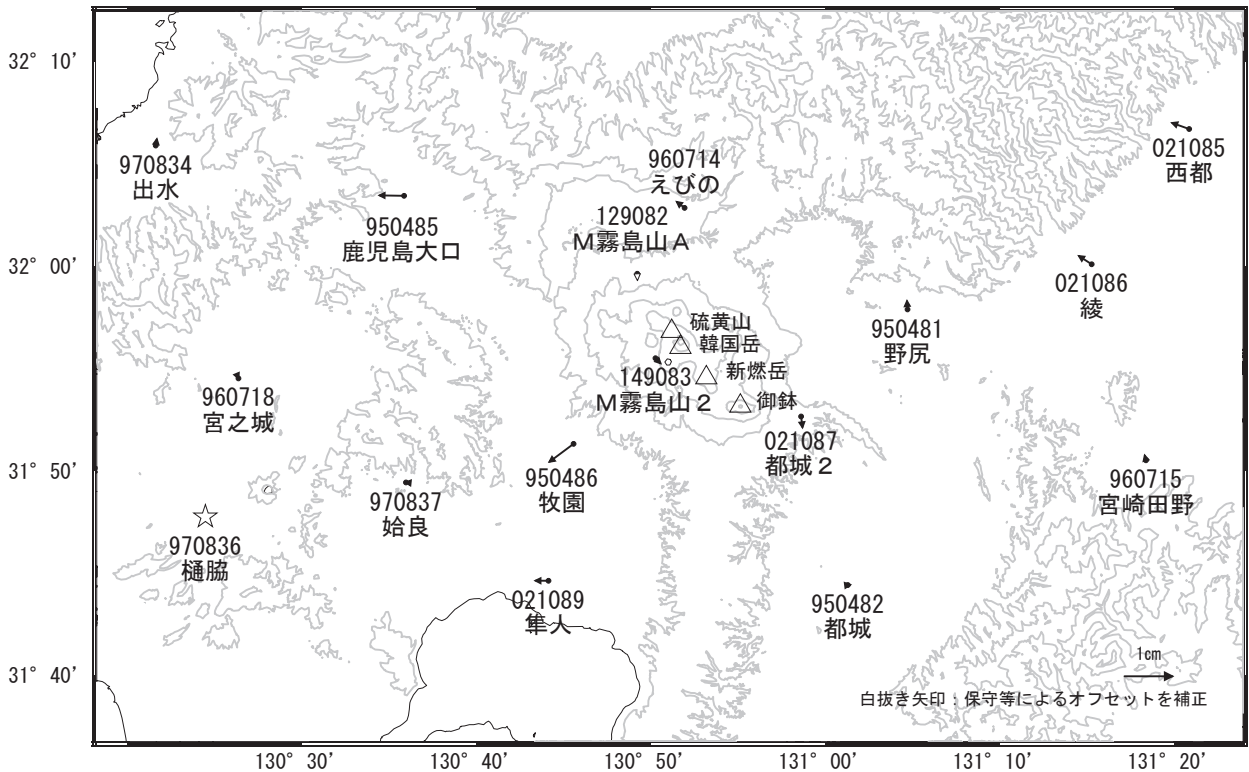 32° 10′
970834
出水
950485
鹿児島大口
960714
えびの
129082
M霧島山A
021085
西都
32° 00′
021086
綾
950481
野尻
硫黄山
韓国岳
新燃岳
御鉢
149083
M霧島山2
960718
宮之城
021087
都城2
31° 50′
950486
牧園
970837
姶良
960715
宮崎田野
970836
樋脇
021089
隼人
950482
都城
31° 40′
1cm
白抜き矢印：保守等によるオフセットを補正
130° 30′
130° 40′
130° 50′
131° 00′
131° 10′
131° 20′